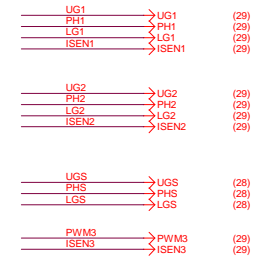 UG1 UG1 (29)
PH1 PH1 (29)
LG1 LG1 (29)
ISEN1 ISEN1 (29)
UG2 UG2 (29)
PH2 PH2 (29)
LG2 LG2 (29)
ISEN2 ISEN2 (29)
UGS UGS (28)
PHS PHS (28)
LGS LGS (28)
PWM3 PWM3 (29)
ISEN3 ISEN3 (29)